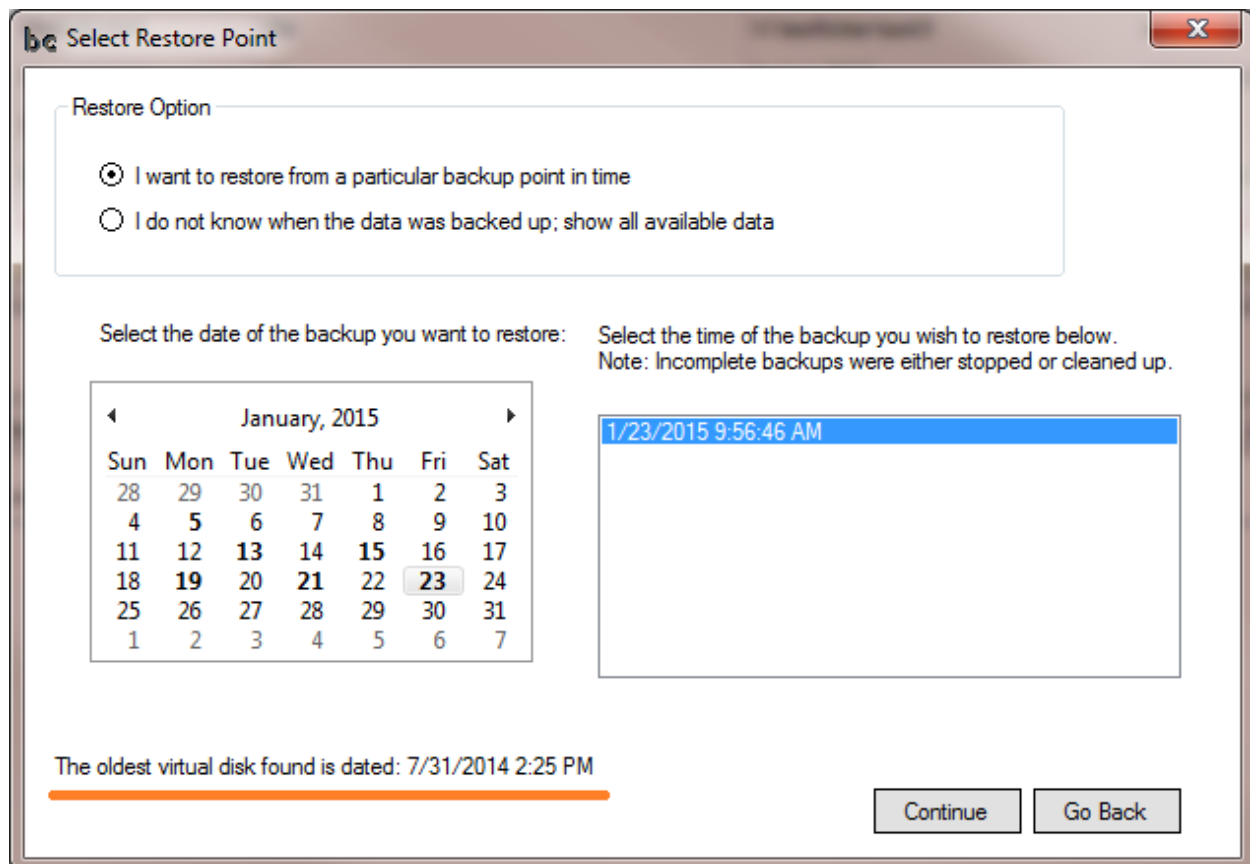 bc Select Restore Point
X
Restore Option
I want to restore from a particular backup point in time
I do not know when the data was backed up; show all available data
Select the date of the backup you want to restore:
January, 2015
Sun Mon Tue Wed Thu Fri Sat
28 29 30 31 1 2 3
4 5 6 7 8 9 10
11 12 13 14 15 16 17
18 19 20 21 22 23 24
25 26 27 28 29 30 31
1 2 3 4 5 6 7
Select the time of the backup you wish to restore below.
Note: Incomplete backups were either stopped or cleaned up.
1/23/2015 9:56:46 AM
The oldest virtual disk found is dated: 7/31/2014 2:25 PM
Continue
Go Back